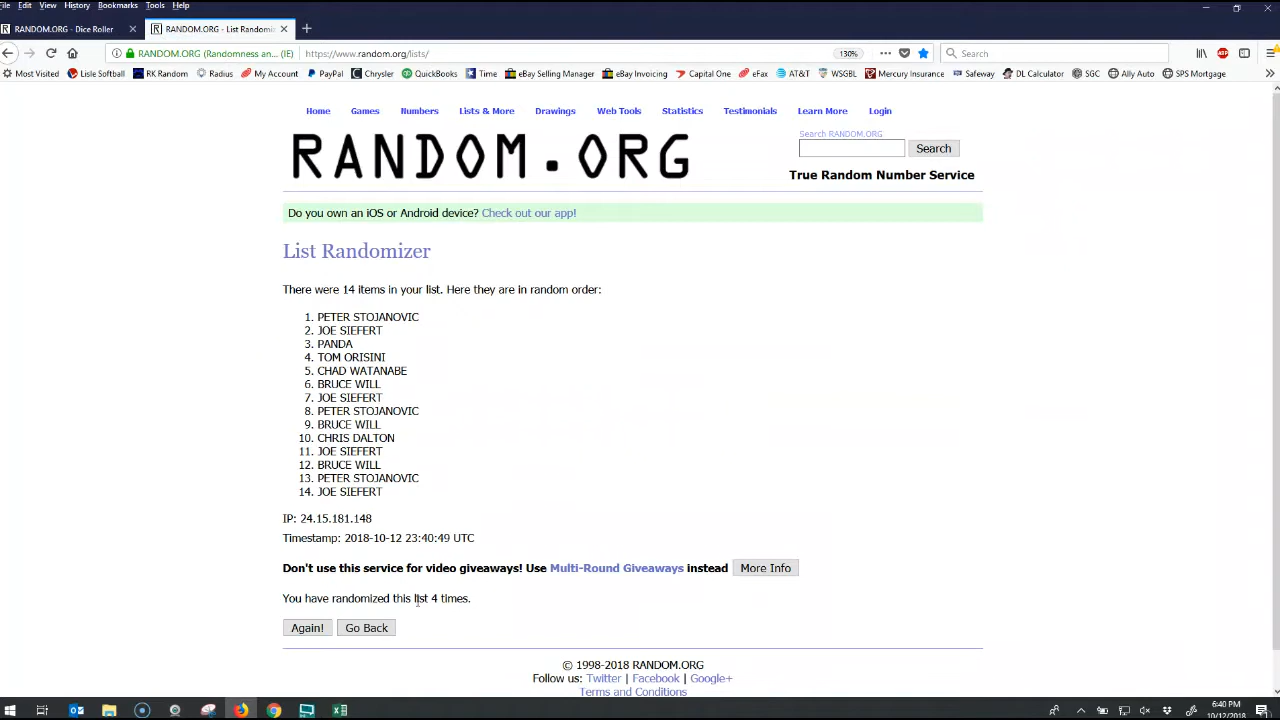 File Edit View History Bookmarks Tools Help
RANDOM.ORG - Dice Roller
RANDOM.ORG - List Randomiz
RANDOM.ORG (Randomness an... (IE)
https://www.random.org/lists/
130%
Search
Most Visited Lisle Softball RK Random Radius My Account PayPal Chrysler QuickBooks Time eBay Selling Manager eBay Invoicing Capital One eFax AT&T WSGBL Mercury Insurance Safeway DL Calculator SGC Ally Auto SPS Mortgage
Home Games Numbers Lists & More Drawings Web Tools Statistics Testimonials Learn More Login
RANDOM.ORG
Search RANDOM.ORG
Search
True Random Number Service
Do you own an iOS or Android device? Check out our app!
List Randomizer
There were 14 items in your list. Here they are in random order:
1. PETER STOJANOVIC
2. JOE SIEFERT
3. PANDA
4. TOM ORISINI
5. CHAD WATANABE
6. BRUCE WILL
7. JOE SIEFERT
8. PETER STOJANOVIC
9. BRUCE WILL
10. CHRIS DALTON
11. JOE SIEFERT
12. BRUCE WILL
13. PETER STOJANOVIC
14. JOE SIEFERT
IP: 24.15.181.148
Timestamp: 2018-10-12 23:40:49 UTC
Don't use this service for video giveaways! Use Multi-Round Giveaways instead More Info
You have randomized this list 4 times.
Again! Go Back
© 1998-2018 RANDOM.ORG
Follow us: Twitter | Facebook | Google+
Terms and Conditions
6:40 PM
10/12/2018